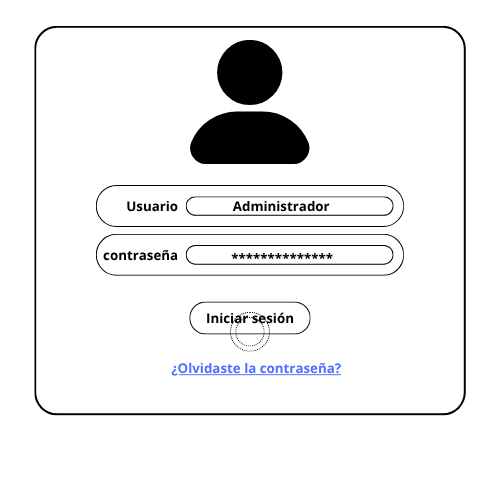 Usuario Administrador
contraseña **************
Iniciar sesión
¿Olvidaste la contraseña?